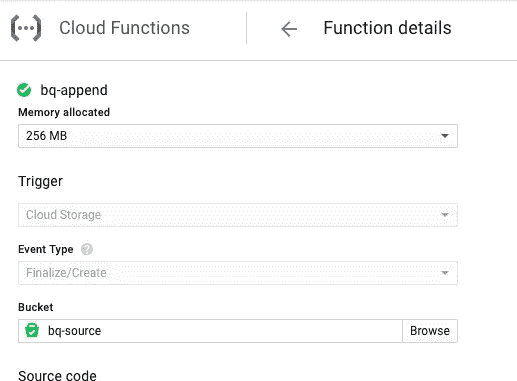 Cloud Functions
Function details
bq-append
Memory allocated
256 MB
Trigger
Cloud Storage
Event Type
Finalize/Create
Bucket
bq-source Browse
Source code